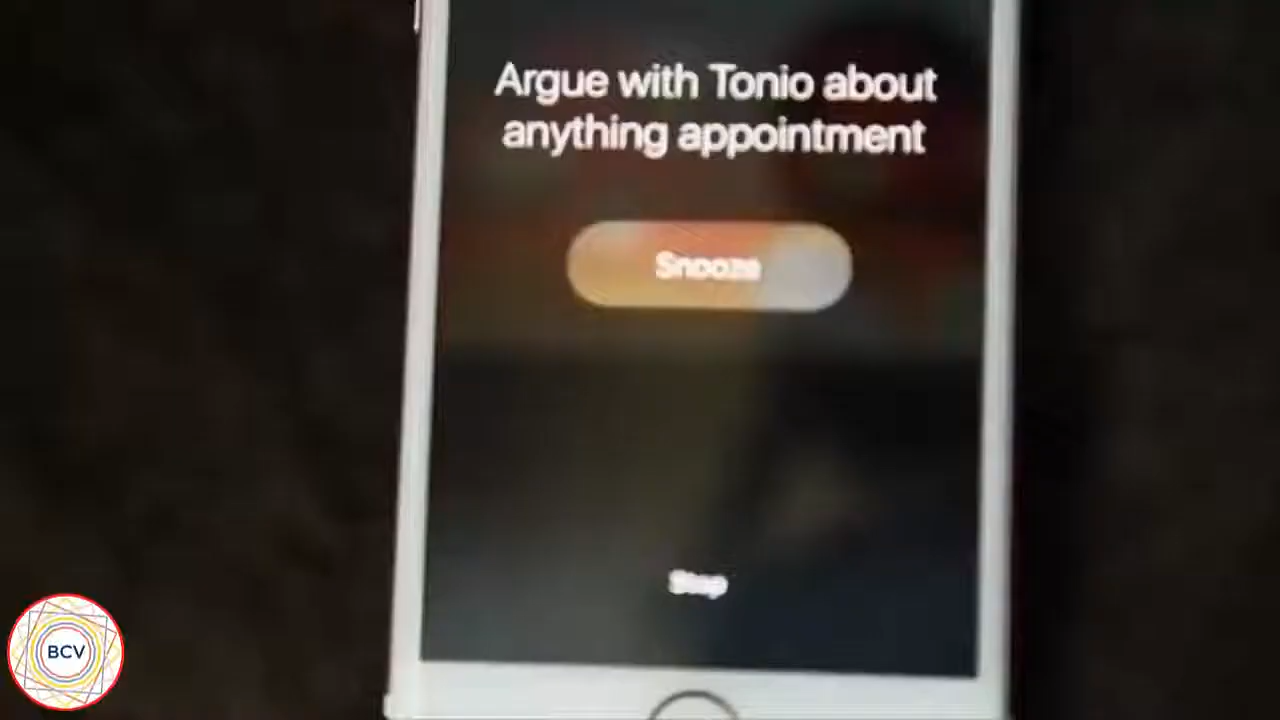 Argue with Tonio about
anything appointment
Snooze
Stop
BCV